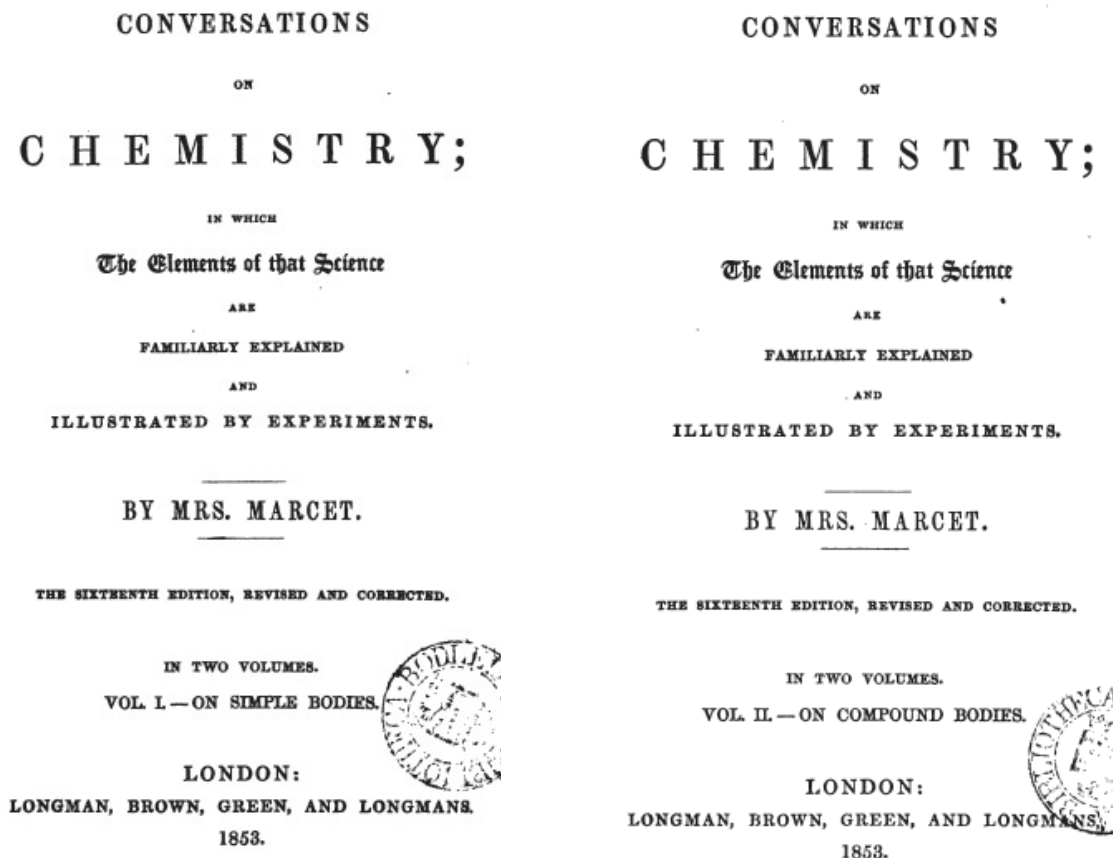 CONVERSATIONS
ON
CHEMISTRY;
IN WHICH
The Elements of that Science
ARE
FAMILIARLY EXPLAINED
AND
ILLUSTRATED BY EXPERIMENTS.
BY MRS. MARCET.
THE SIXTEENTH EDITION, REVISED AND CORRECTED.
IN TWO VOLUMES.
VOL. I.—ON SIMPLE BODIES.
LONDON:
LONGMAN, BROWN, GREEN, AND LONGMANS.
1853.
CONVERSATIONS
ON
CHEMISTRY;
IN WHICH
The Elements of that Science
ARE
FAMILIARLY EXPLAINED
AND
ILLUSTRATED BY EXPERIMENTS.
BY MRS. MARCET.
THE SIXTEENTH EDITION, REVISED AND CORRECTED.
IN TWO VOLUMES.
VOL. II.—ON COMPOUND BODIES.
LONDON:
LONGMAN, BROWN, GREEN, AND LONGMANS,
1853.